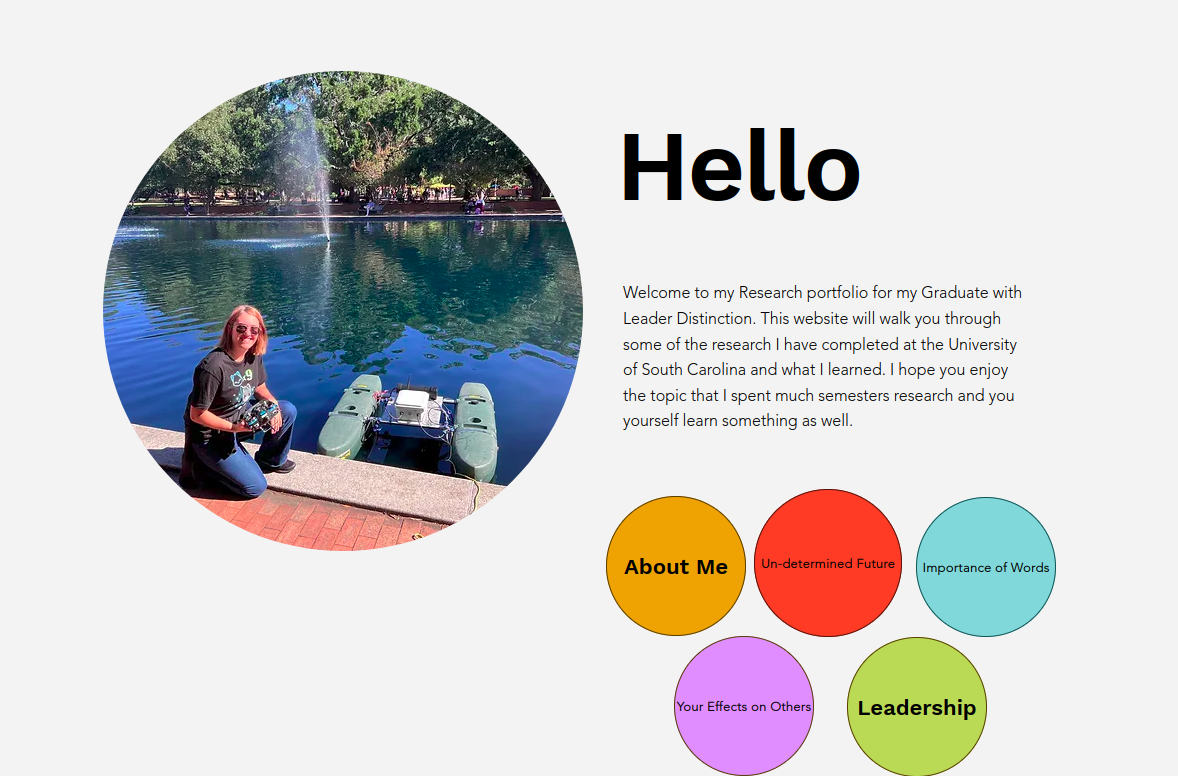 Hello
Welcome to my Research portfolio for my Graduate with
Leader Distinction. This website will walk you through
some of the research I have completed at the University
of South Carolina and what I learned. I hope you enjoy
the topic that I spent much semesters research and you
yourself learn something as well.
About Me
Un-determined Future
Importance of Words
Your Effects on Others
Leadership